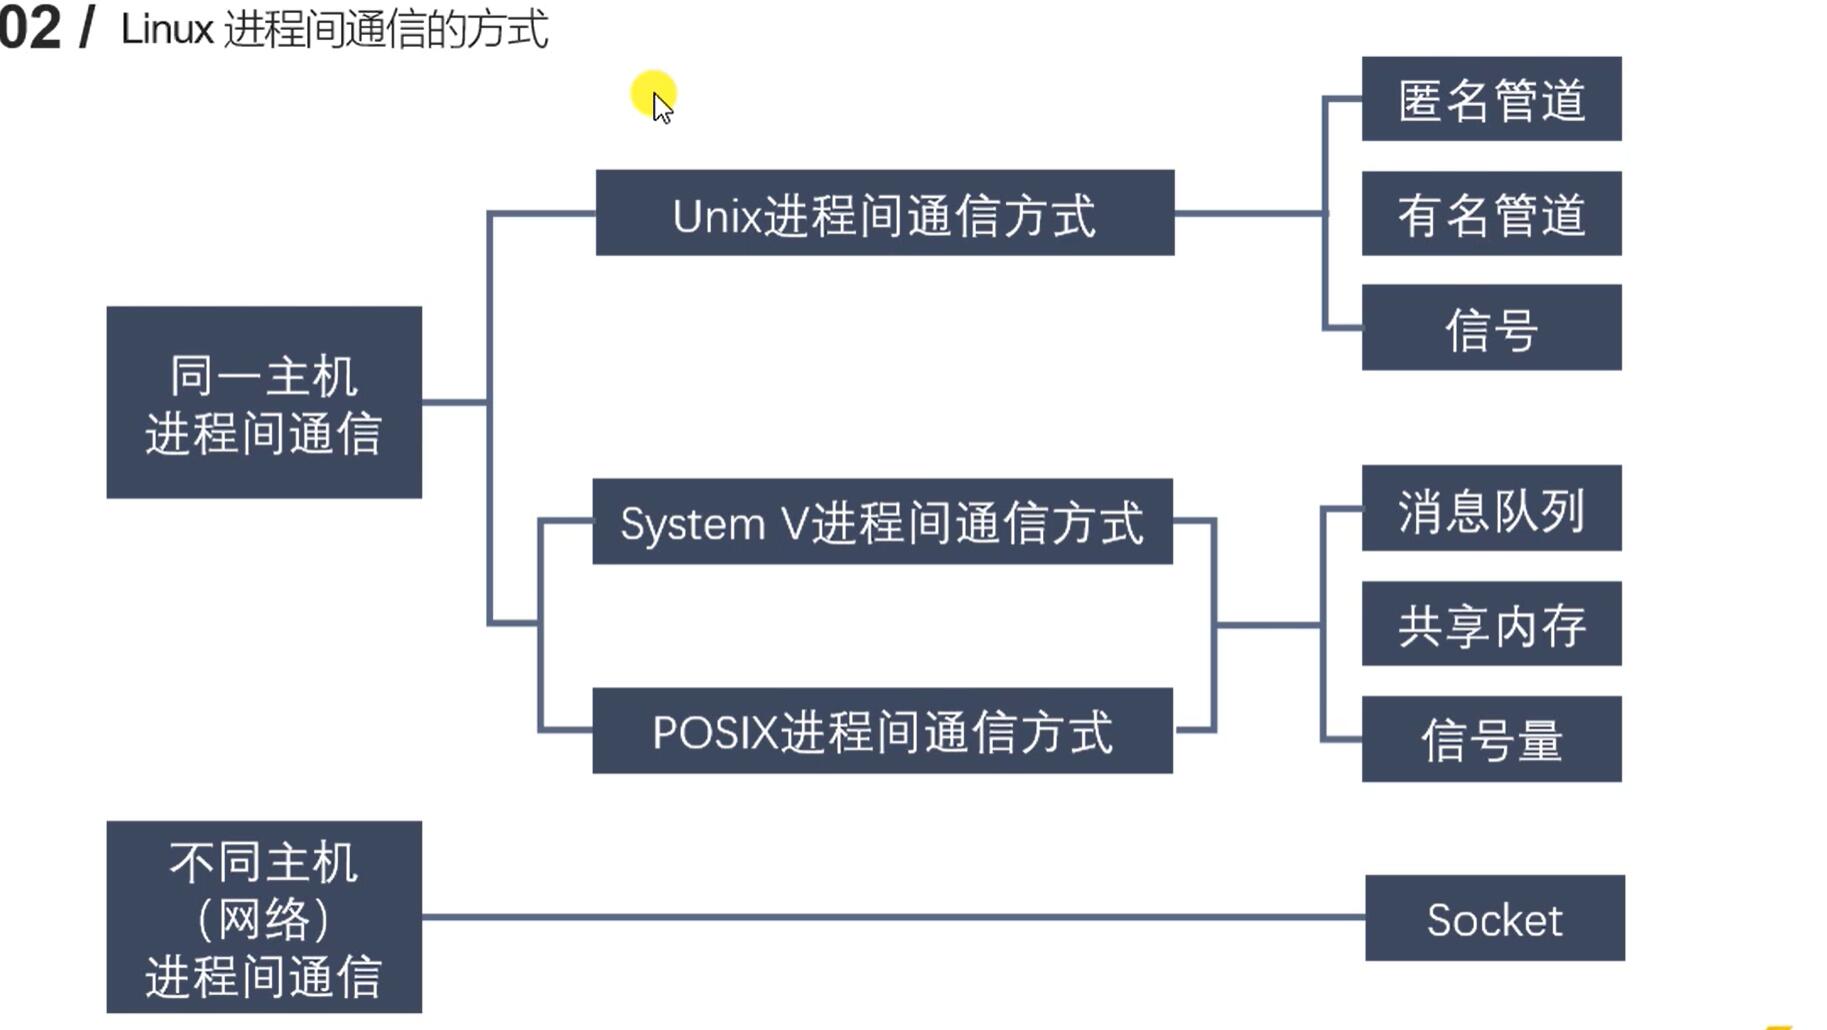 02 / Linux 进程间通信的方式
匿名管道
Unix进程间通信方式
有名管道
信号
同一主机
进程间通信
System V进程间通信方式
消息队列
共享内存
POSIX进程间通信方式
信号量
不同主机
（网络）
进程间通信
Socket